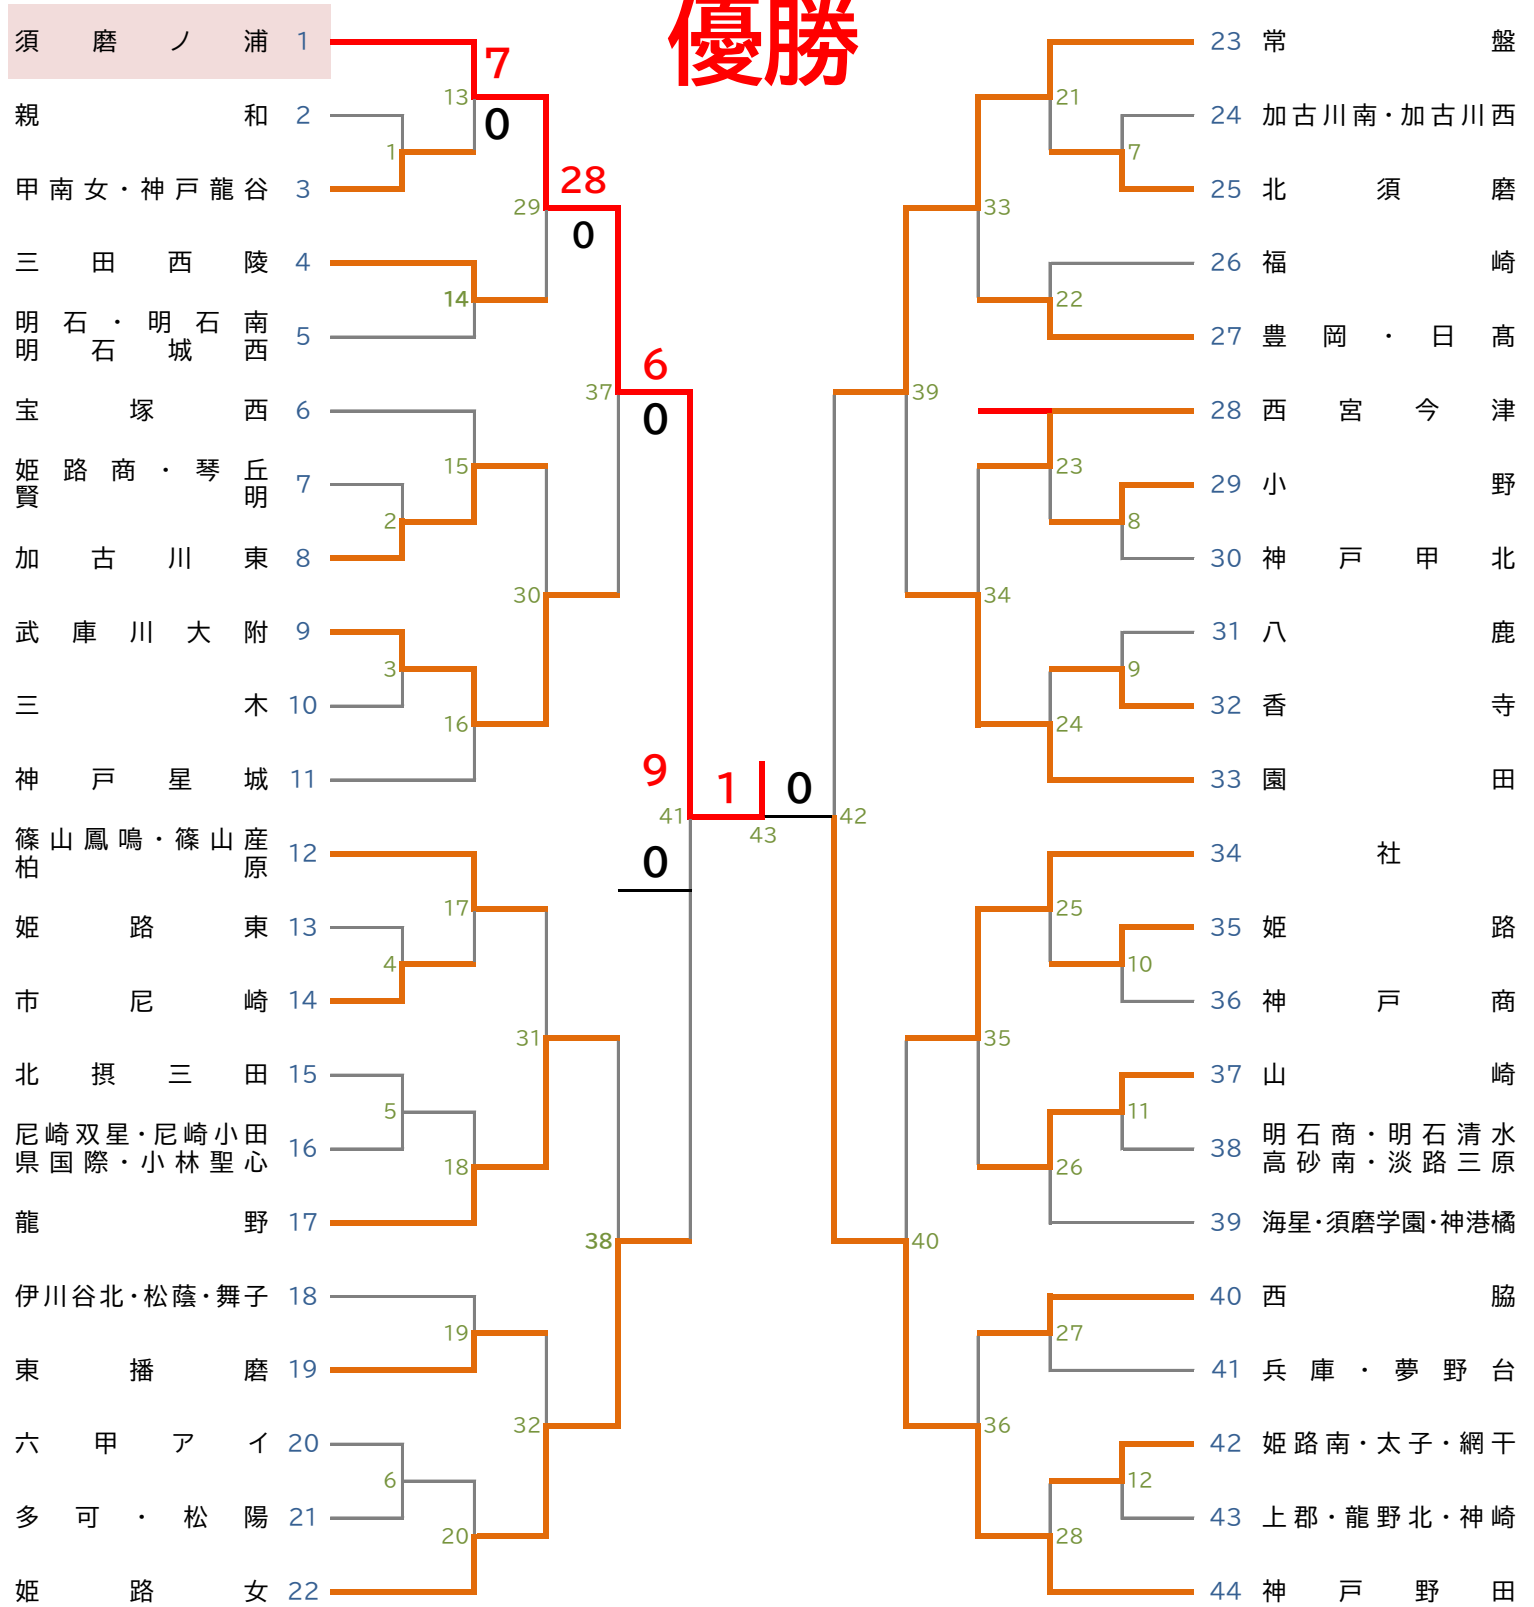 優勝
須磨ノ浦 1
親和 2
甲南女・神戸龍谷 3
三田西陵 4
明石・明石南
明石城西 5
宝塚西 6
姫路商・琴丘
賢明 7
加古川東 8
武庫川大附 9
三木 10
神戸星城 11
篠山鳳鳴・篠山産
柏原 12
姫路東 13
市尼崎 14
北摂三田 15
尼崎双星・尼崎小田
県国際・小林聖心 16
龍野 17
伊川谷北・松蔭・舞子 18
東播磨 19
六甲アイ 20
多可・松陽 21
姫路女 22
1
2
3
4
5
6
13
14
15
16
17
18
19
20
29
30
31
32
37
38
41
7
0
28
0
6
0
9
0
1
0
43
42
39
40
33
34
35
36
21
22
23
24
25
26
27
28
7
8
9
10
11
12
23 常盤
24 加古川南・加古川西
25 北須磨
26 福崎
27 豊岡・日髙
28 西宮今津
29 小野
30 神戸甲北
31 八鹿
32 香寺
33 園田
34 社
35 姫路
36 神戸商
37 山崎
38 明石商・明石清水
高砂南・淡路三原
39 海星・須磨学園・神港橘
40 西脇
41 兵庫・夢野台
42 姫路南・太子・網干
43 上郡・龍野北・神崎
44 神戸野田